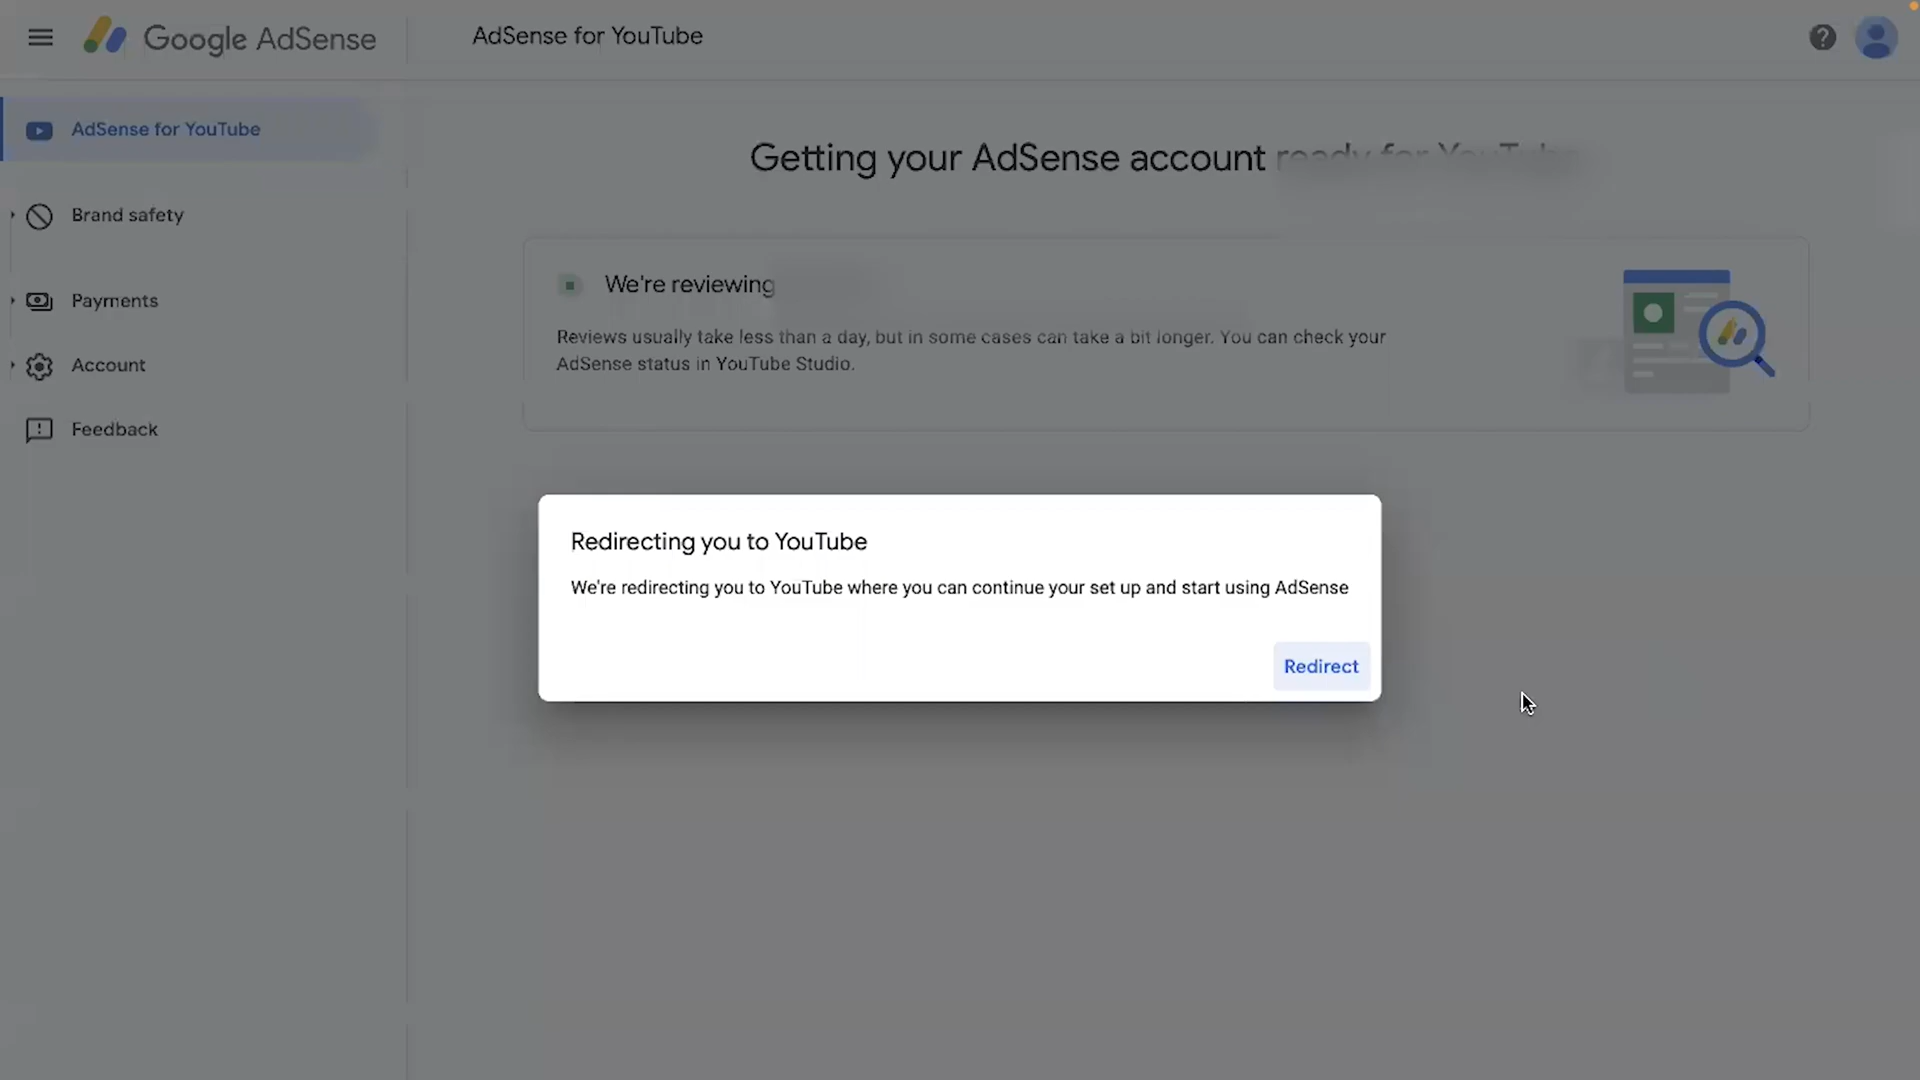 Google AdSense
AdSense for YouTube
AdSense for YouTube
Brand safety
Payments
Account
Feedback
Getting your AdSense account ready for YouTube
We're reviewing
Reviews usually take less than a day, but in some cases can take a bit longer. You can check your
AdSense status in YouTube Studio.
Redirecting you to YouTube
We're redirecting you to YouTube where you can continue your set up and start using AdSense
Redirect